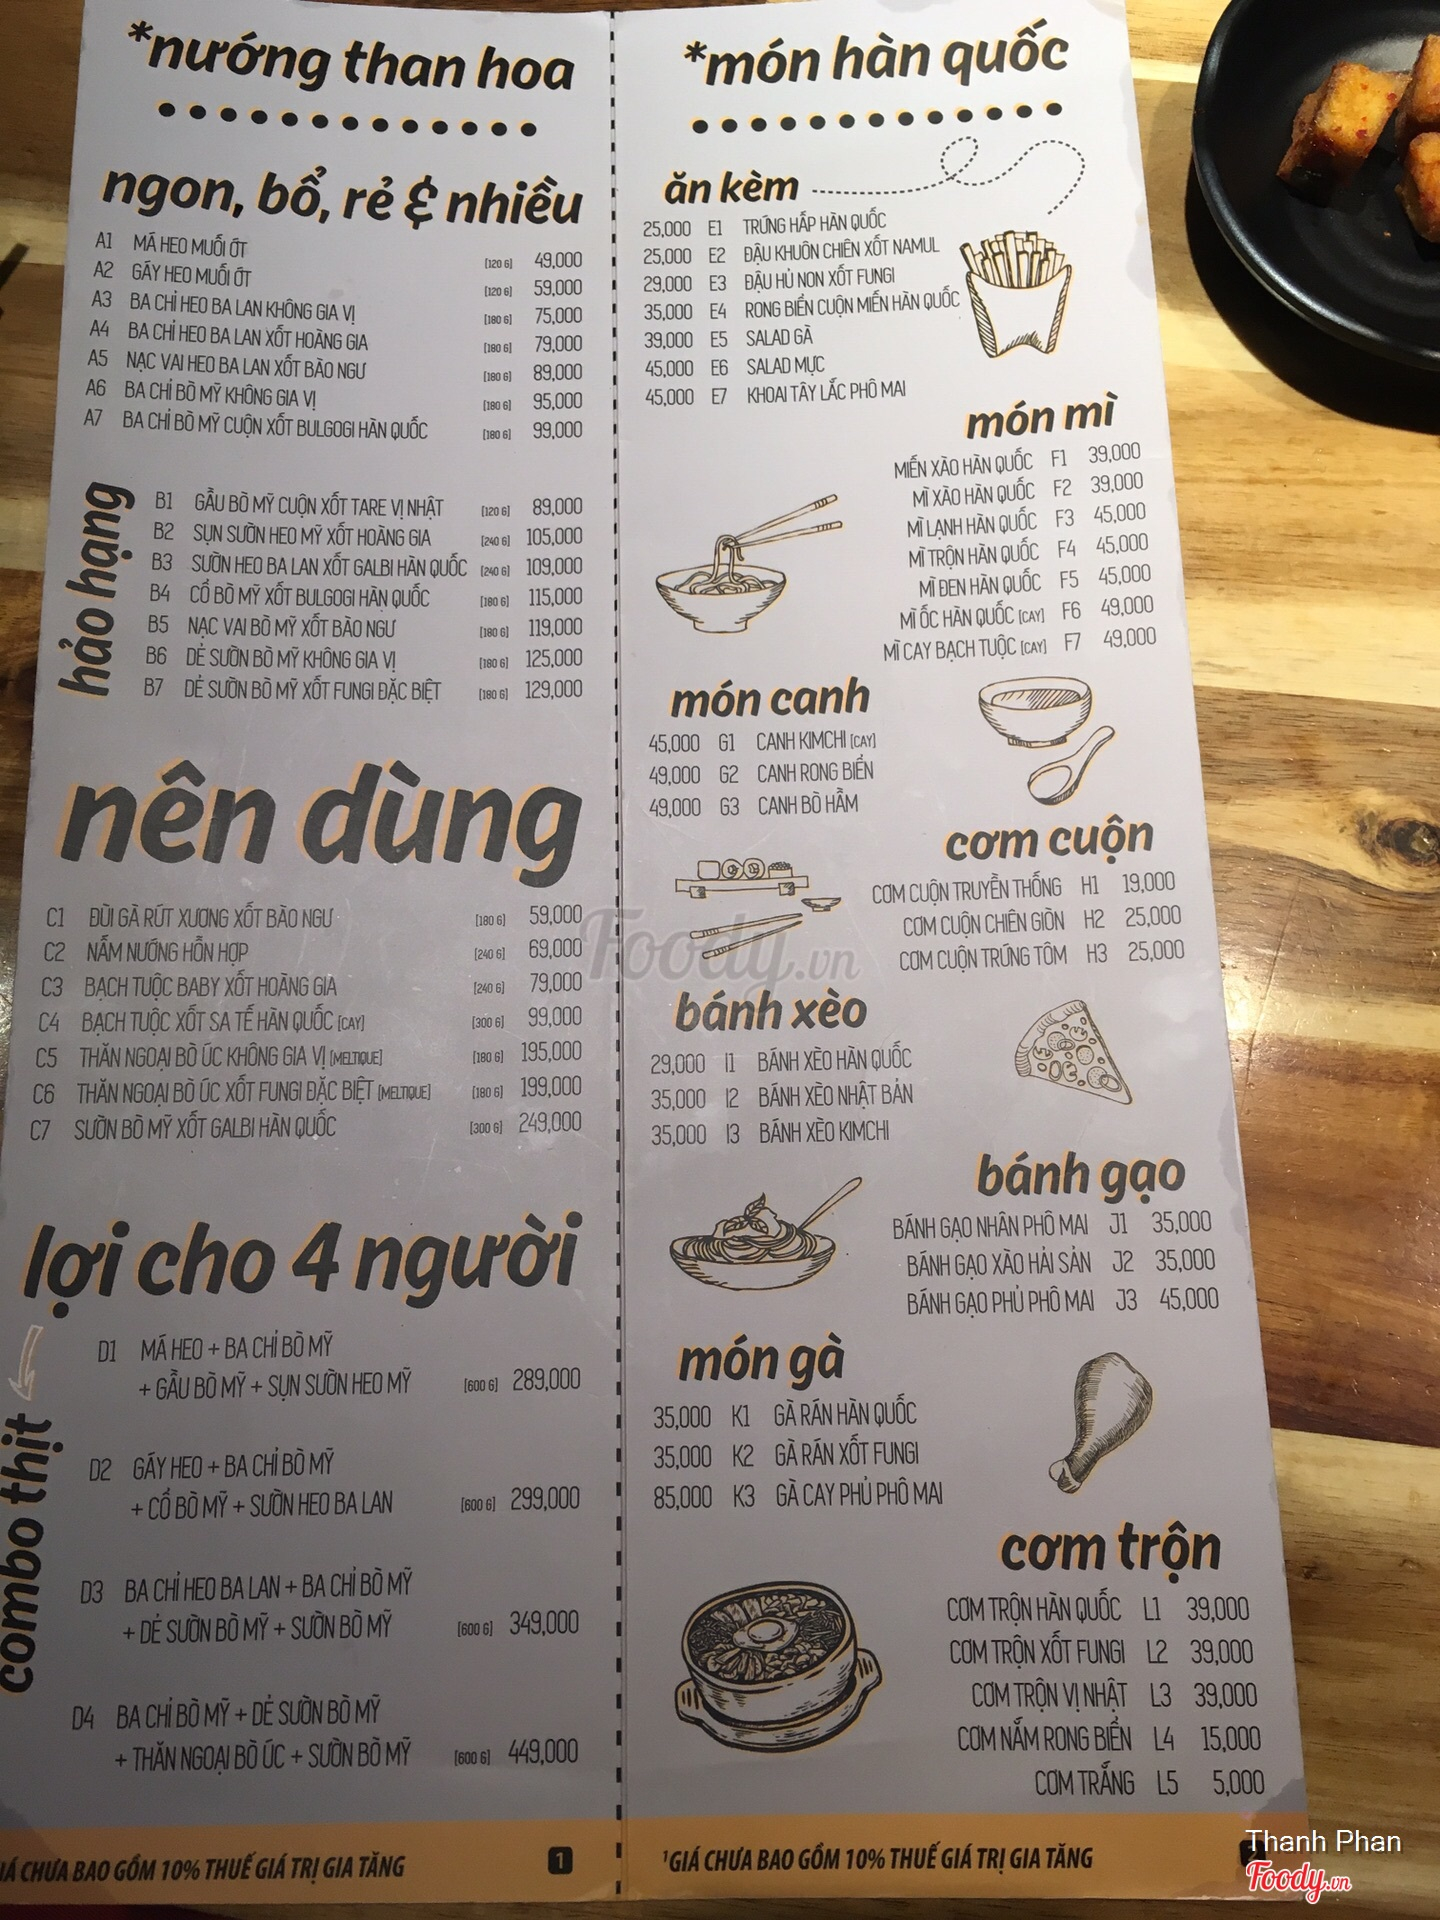 *nướng than hoa
ngon, bổ, rẻ & nhiều
A1 MÁ HEO MUỐI ỚT [120 G] 49,000
A2 GÁY HEO MUỐI ỚT [120 G] 59,000
A3 BA CHỈ HEO BA LAN KHÔNG GIA VỊ [180 G] 75,000
A4 BA CHỈ HEO BA LAN XỐT HOÀNG GIA [180 G] 79,000
A5 NẠC VAI HEO BA LAN XỐT BÀO NGƯ [180 G] 89,000
A6 BA CHỈ BÒ MỸ KHÔNG GIA VỊ [180 G] 95,000
A7 BA CHỈ BÒ MỸ CUỘN XỐT BULGOGI HÀN QUỐC [180 G] 99,000
hảo hạng
B1 GẦU BÒ MỸ CUỘN XỐT TARE VỊ NHẬT [120 G] 89,000
B2 SỤN SƯỜN HEO MỸ XỐT HOÀNG GIA [240 G] 105,000
B3 SƯỜN HEO BA LAN XỐT GALBI HÀN QUỐC [240 G] 109,000
B4 CỔ BÒ MỸ XỐT BULGOGI HÀN QUỐC [180 G] 115,000
B5 NẠC VAI BÒ MỸ XỐT BÀO NGƯ [180 G] 119,000
B6 DẺ SƯỜN BÒ MỸ KHÔNG GIA VỊ [180 G] 125,000
B7 DẺ SƯỜN BÒ MỸ XỐT FUNGI ĐẶC BIỆT [180 G] 129,000
nên dùng
C1 ĐÙI GÀ RÚT XƯƠNG XỐT BÀO NGƯ [180 G] 59,000
C2 NẤM NƯỚNG HỖN HỢP [240 G] 69,000
C3 BẠCH TUỘC BABY XỐT HOÀNG GIA [240 G] 79,000
C4 BẠCH TUỘC XỐT SA TẾ HÀN QUỐC [CAY] [300 G] 99,000
C5 THĂN NGOẠI BÒ ÚC KHÔNG GIA VỊ [MELTIQUE] [180 G] 195,000
C6 THĂN NGOẠI BÒ ÚC XỐT FUNGI ĐẶC BIỆT [MELTIQUE] [180 G] 199,000
C7 SƯỜN BÒ MỸ XỐT GALBI HÀN QUỐC [300 G] 249,000
lợi cho 4 người
combo thịt
D1 MÁ HEO + BA CHỈ BÒ MỸ
+ GẦU BÒ MỸ + SỤN SƯỜN HEO MỸ [600 G] 289,000
D2 GÁY HEO + BA CHỈ BÒ MỸ
+ CỔ BÒ MỸ + SƯỜN HEO BA LAN [600 G] 299,000
D3 BA CHỈ HEO BA LAN + BA CHỈ BÒ MỸ
+ DẺ SƯỜN BÒ MỸ + SƯỜN BÒ MỸ [600 G] 349,000
D4 BA CHỈ BÒ MỸ + DẺ SƯỜN BÒ MỸ
+ THĂN NGOẠI BÒ ÚC + SƯỜN BÒ MỸ [600 G] 449,000
IÁ CHƯA BAO GỒM 10% THUẾ GIÁ TRỊ GIA TĂNG 1
*món hàn quốc
ăn kèm
25,000 E1 TRỨNG HẤP HÀN QUỐC
25,000 E2 ĐẬU KHUÔN CHIÊN XỐT NAMUL
29,000 E3 ĐẬU HỦ NON XỐT FUNGI
35,000 E4 RONG BIỂN CUỘN MIẾN HÀN QUỐC
39,000 E5 SALAD GÀ
45,000 E6 SALAD MỰC
45,000 E7 KHOAI TÂY LẮC PHÔ MAI
món mì
MIẾN XÀO HÀN QUỐC F1 39,000
MÌ XÀO HÀN QUỐC F2 39,000
MÌ LẠNH HÀN QUỐC F3 45,000
MÌ TRỘN HÀN QUỐC F4 45,000
MÌ ĐEN HÀN QUỐC F5 45,000
MÌ ỐC HÀN QUỐC [CAY] F6 49,000
MÌ CAY BẠCH TUỘC [CAY] F7 49,000
món canh
45,000 G1 CANH KIMCHI [CAY]
49,000 G2 CANH RONG BIỂN
49,000 G3 CANH BÒ HẦM
cơm cuộn
CƠM CUỘN TRUYỀN THỐNG H1 19,000
CƠM CUỘN CHIÊN GIÒN H2 25,000
CƠM CUỘN TRỨNG TÔM H3 25,000
bánh xèo
29,000 I1 BÁNH XÈO HÀN QUỐC
35,000 I2 BÁNH XÈO NHẬT BẢN
35,000 I3 BÁNH XÈO KIMCHI
bánh gạo
BÁNH GẠO NHÂN PHÔ MAI J1 35,000
BÁNH GẠO XÀO HẢI SẢN J2 35,000
BÁNH GẠO PHỦ PHÔ MAI J3 45,000
món gà
35,000 K1 GÀ RÁN HÀN QUỐC
35,000 K2 GÀ RÁN XỐT FUNGI
85,000 K3 GÀ CAY PHỦ PHÔ MAI
cơm trộn
CƠM TRỘN HÀN QUỐC L1 39,000
CƠM TRỘN XỐT FUNGI L2 39,000
CƠM TRỘN VỊ NHẬT L3 39,000
CƠM NẮM RONG BIỂN L4 15,000
CƠM TRẮNG L5 5,000
¹GIÁ CHƯA BAO GỒM 10% THUẾ GIÁ TRỊ GIA TĂNG
Foody.vn
Thanh Phan
Foody.vn